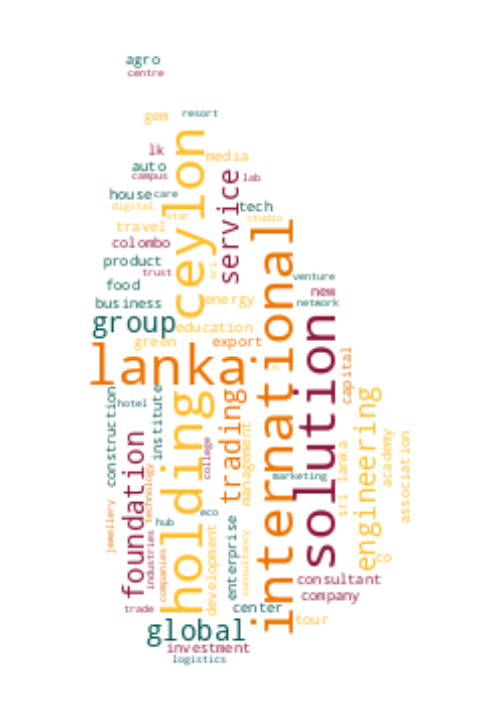 agro
centre
gem
resort
ceylon
lk
media
auto
campus
lab
service
house
care
digital
tech
star
studio
travel
international
colombo
product
sri
trust
venture
food
new
business
energy
network
group
solution
education
green
export
lanka
capital
n
construction
hotel
institute
holding
trading
engineering
foundation
college
management
academy
association
technology
marketing
sri lanka
jewellery
hub
eco
industries
companies
development
enterprise
consultancy
co
consultant
company
trade
center
global
tour
investment
logistics